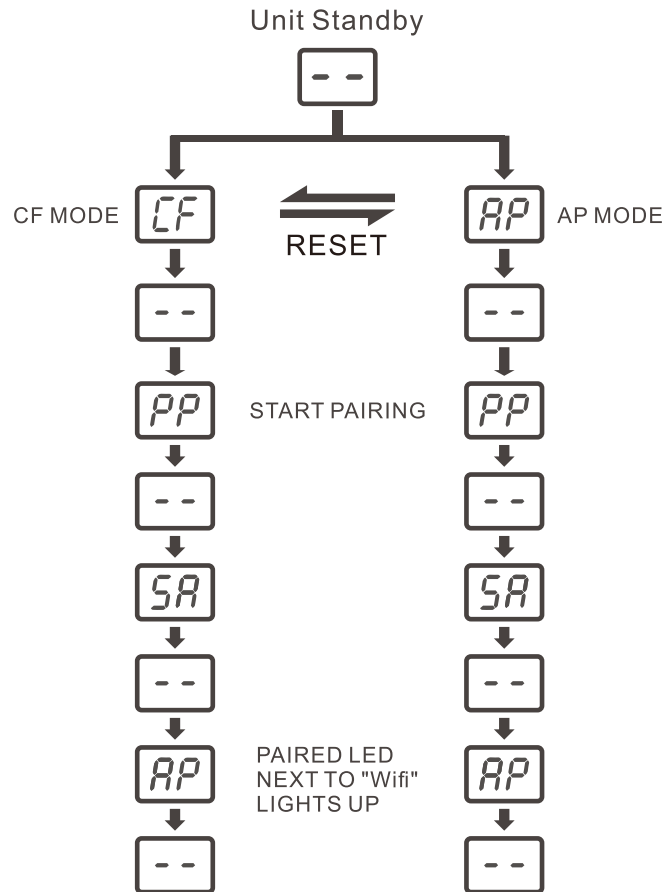 Unit Standby
--
CF MODE CF RESET AP AP MODE
-- --
PP START PAIRING PP
-- --
SA SA
-- --
AP PAIRED LED NEXT TO "Wifi" LIGHTS UP AP
-- --